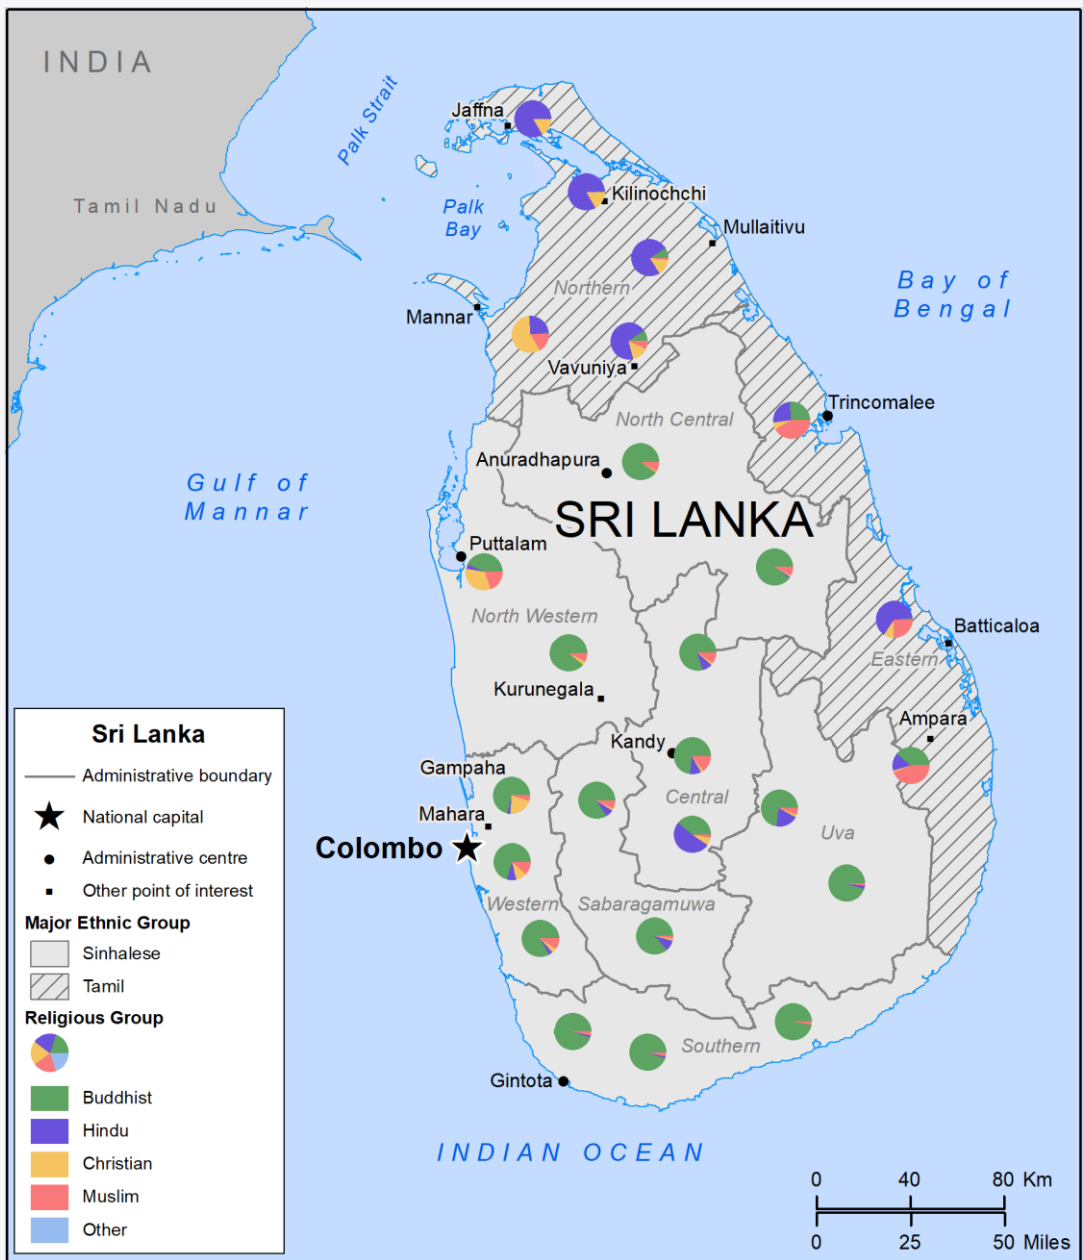 INDIA
Palk Strait
Jaffna
Tamil Nadu
Palk
Bay
Kilinochchi
Mullaitivu
Northern
Bay of
Bengal
Mannar
Vavuniya
Trincomalee
North Central
Anuradhapura
Gulf of
Mannar
SRI LANKA
Puttalam
North Western
Batticaloa
Eastern
Kurunegala
Ampara
Kandy
Gampaha
Central
Mahara
Uva
Colombo
Western
Sabaragamuwa
Southern
Gintota
INDIAN OCEAN
Sri Lanka
Administrative boundary
National capital
Administrative centre
Other point of interest
Major Ethnic Group
Sinhalese
Tamil
Religious Group
Buddhist
Hindu
Christian
Muslim
Other
0 40 80 Km
0 25 50 Miles